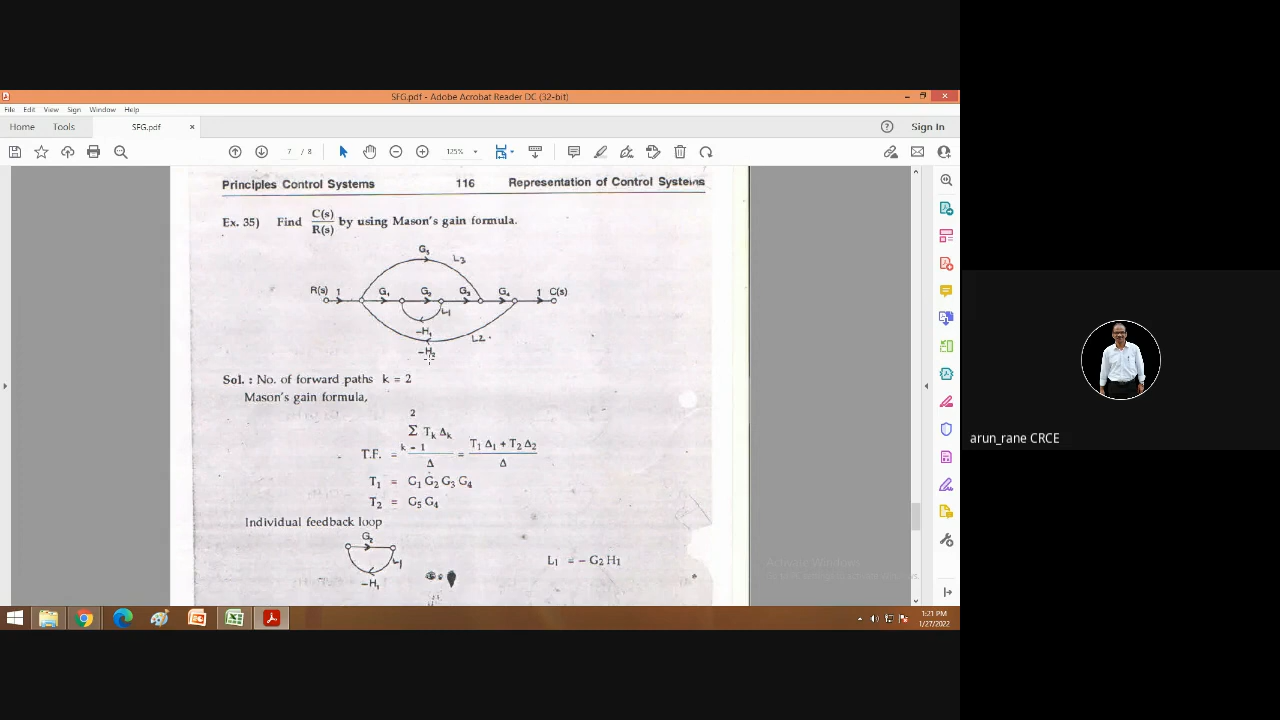 SFG.pdf - Adobe Acrobat Reader DC (32-bit)
File Edit View Sign Window Help
Home Tools SFG.pdf × Sign In
7 / 8 125%
Principles Control Systems 116 Representation of Control Systems
Ex. 35) Find C(s)/R(s) by using Mason's gain formula.
G₅ L3
R(s) 1 G₁ G₂ G₃ G₄ 1 C(s)
L1
-H₁
L2
-H₂
Sol. : No. of forward paths k = 2
Mason's gain formula,
2
Σ Tk Δk
k = 1
T.F. = = T₁ Δ₁ + T₂ Δ₂
Δ Δ
T₁ = G₁ G₂ G₃ G₄
T₂ = G₅ G₄
Individual feedback loop
G₂
L1
L₁ = - G₂ H₁
-H₁
Activate Windows
arun_rane CRCE
1:21 PM
1/27/2022